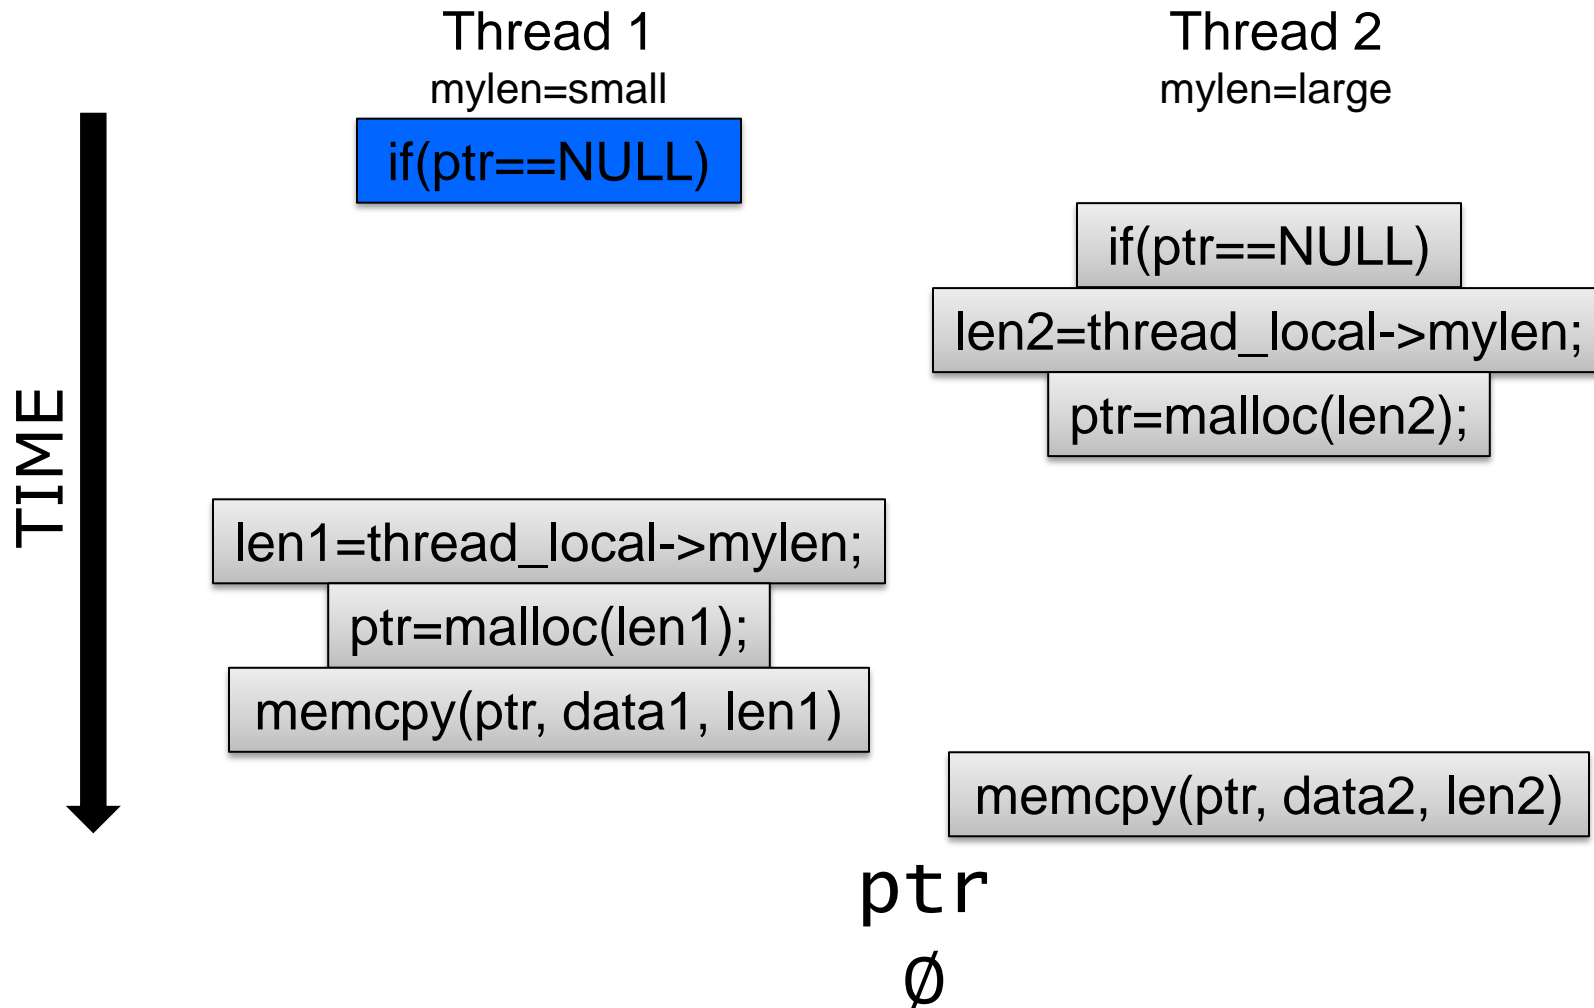 Thread 1
mylen=small
Thread 2
mylen=large
if(ptr==NULL)
if(ptr==NULL)
len2=thread_local->mylen;
ptr=malloc(len2);
TIME
len1=thread_local->mylen;
ptr=malloc(len1);
memcpy(ptr, data1, len1)
memcpy(ptr, data2, len2)
ptr
Ø